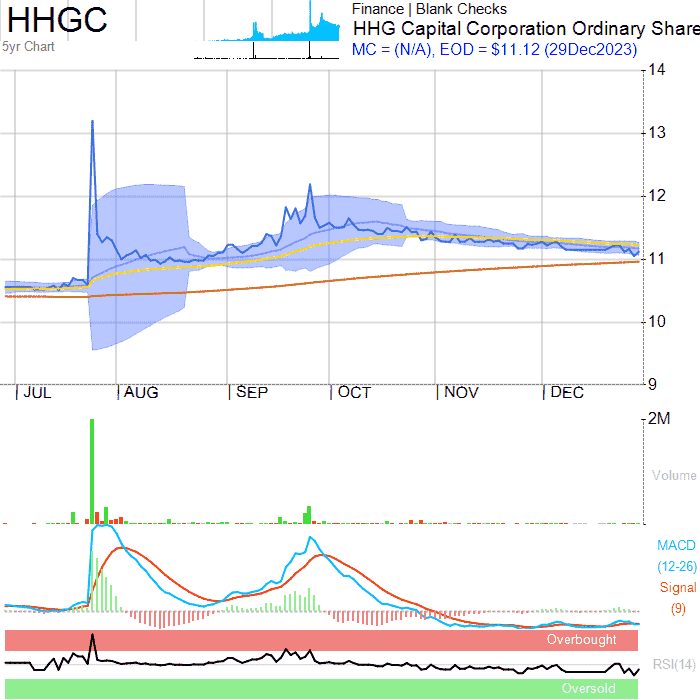 HHGC
5yr Chart
Finance | Blank Checks
HHG Capital Corporation Ordinary Share
MC = (N/A), EOD = $11.12 (29Dec2023)
14
13
12
11
10
9
JUL AUG SEP OCT NOV DEC
2M
Volume
MACD
(12-26)
Signal
(9)
Overbought
RSI(14)
Oversold